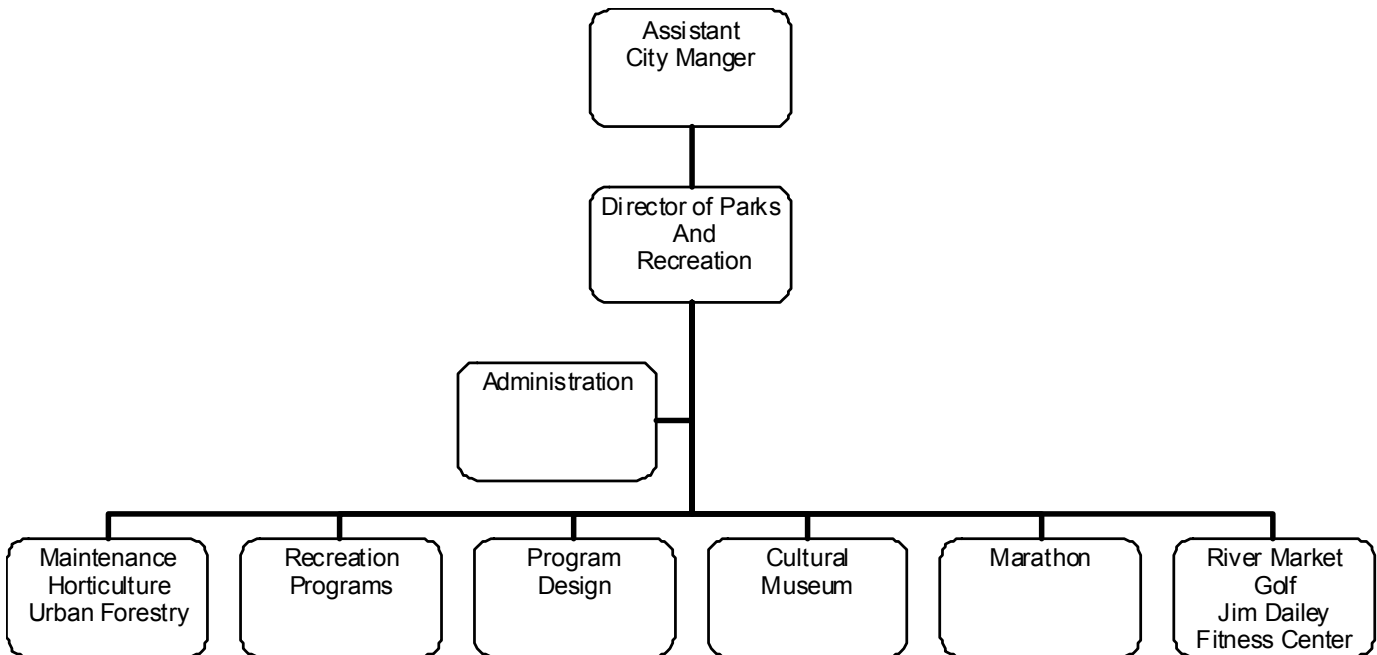 Assistant
City Manger
Director of Parks
And
Recreation
Administration
Maintenance
Horticulture
Urban Forestry
Recreation
Programs
Program
Design
Cultural
Museum
Marathon
River Market
Golf
Jim Dailey
Fitness Center